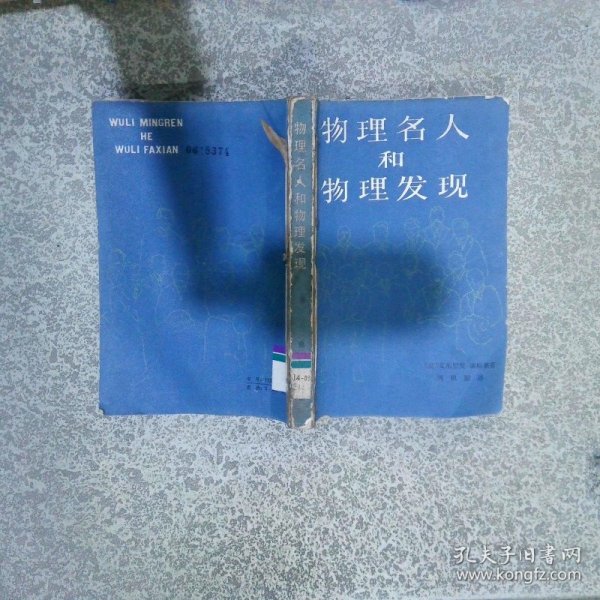 WULI MINGREN
HE
WULI FAXIAN
物理名人和物理发现
物理名人
和
物理发现
孔夫子旧书网
www.kongfz.com